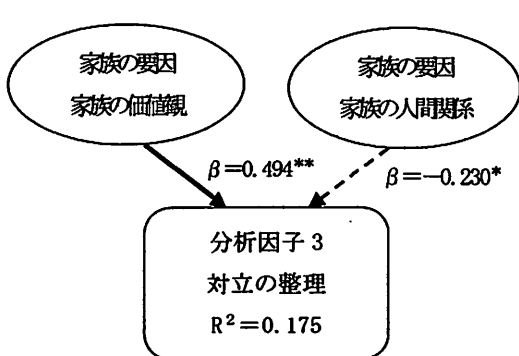 家族の要因
家族の価値観
家族の要因
家族の人間関係
β=0.494**
β=-0.230*
分析因子3
対立の整理
R²=0.175